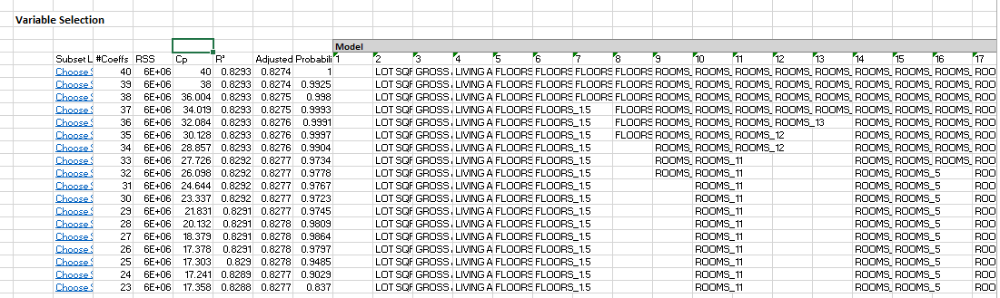 Variable Selection
Model
Subset L #Coeffs RSS Cp R² Adjusted Probabili 1 2 3 4 5 6 7 8 9 10 11 12 13 14 15 16 17
Choose S 40 6E+06 40 0.8293 0.8274 1 LOT SQF GROSS A LIVING A FLOORS FLOORS_ FLOORS FLOORS ROOMS_ ROOMS_ ROOMS_ ROOMS_ ROOMS_ ROOMS_ ROOMS_ ROOMS_ ROO
Choose S 39 6E+06 38 0.8293 0.8274 0.9925 LOT SQF GROSS A LIVING A FLOORS FLOORS_ FLOORS FLOORS ROOMS_ ROOMS_ ROOMS_ ROOMS_ ROOMS_ ROOMS_ ROOMS_ ROOMS_ ROO
Choose S 38 6E+06 36.004 0.8293 0.8275 0.998 LOT SQF GROSS A LIVING A FLOORS FLOORS_ FLOORS FLOORS ROOMS_ ROOMS_ ROOMS_ ROOMS_ ROOMS_ ROOMS_ ROOMS_ ROOMS_ ROO
Choose S 37 6E+06 34.019 0.8293 0.8275 0.9993 LOT SQF GROSS A LIVING A FLOORS FLOORS_1.5 FLOORS ROOMS_ ROOMS_ ROOMS_ ROOMS_ ROOMS_ ROOMS_ ROOMS_ ROOMS_ ROO
Choose S 36 6E+06 32.084 0.8293 0.8276 0.9991 LOT SQF GROSS A LIVING A FLOORS FLOORS_1.5 FLOORS ROOMS_ ROOMS_ ROOMS_ ROOMS_13 ROOMS_ ROOMS_ ROOMS_ ROO
Choose S 35 6E+06 30.128 0.8293 0.8276 0.9997 LOT SQF GROSS A LIVING A FLOORS FLOORS_1.5 FLOORS ROOMS_ ROOMS_ ROOMS_12 ROOMS_ ROOMS_ ROOMS_ ROO
Choose S 34 6E+06 28.857 0.8293 0.8276 0.9904 LOT SQF GROSS A LIVING A FLOORS FLOORS_1.5 ROOMS_ ROOMS_ ROOMS_12 ROOMS_ ROOMS_ ROOMS_ ROO
Choose S 33 6E+06 27.726 0.8292 0.8277 0.9734 LOT SQF GROSS A LIVING A FLOORS FLOORS_1.5 ROOMS_ ROOMS_11 ROOMS_ ROOMS_ ROOMS_ ROO
Choose S 32 6E+06 26.098 0.8292 0.8277 0.9778 LOT SQF GROSS A LIVING A FLOORS FLOORS_1.5 ROOMS_ ROOMS_11 ROOMS_ ROOMS_5 ROO
Choose S 31 6E+06 24.644 0.8292 0.8277 0.9767 LOT SQF GROSS A LIVING A FLOORS FLOORS_1.5 ROOMS_11 ROOMS_ ROOMS_5 ROO
Choose S 30 6E+06 23.337 0.8292 0.8277 0.9723 LOT SQF GROSS A LIVING A FLOORS FLOORS_1.5 ROOMS_11 ROOMS_ ROOMS_5 ROO
Choose S 29 6E+06 21.831 0.8291 0.8277 0.9745 LOT SQF GROSS A LIVING A FLOORS FLOORS_1.5 ROOMS_11 ROOMS_ ROOMS_5 ROO
Choose S 28 6E+06 20.132 0.8291 0.8278 0.9809 LOT SQF GROSS A LIVING A FLOORS FLOORS_1.5 ROOMS_11 ROOMS_ ROOMS_5 ROO
Choose S 27 6E+06 18.379 0.8291 0.8278 0.9864 LOT SQF GROSS A LIVING A FLOORS FLOORS_1.5 ROOMS_11 ROOMS_ ROOMS_5 ROO
Choose S 26 6E+06 17.378 0.8291 0.8278 0.9797 LOT SQF GROSS A LIVING A FLOORS FLOORS_1.5 ROOMS_11 ROOMS_ ROOMS_5 ROO
Choose S 25 6E+06 17.303 0.829 0.8278 0.9485 LOT SQF GROSS A LIVING A FLOORS FLOORS_1.5 ROOMS_11 ROOMS_ ROOMS_5 ROO
Choose S 24 6E+06 17.241 0.8289 0.8277 0.9029 LOT SQF GROSS A LIVING A FLOORS FLOORS_1.5 ROOMS_11 ROOMS_ ROOMS_5 ROO
Choose S 23 6E+06 17.358 0.8288 0.8277 0.837 LOT SQF GROSS A LIVING A FLOORS FLOORS_1.5 ROOMS_11 ROOMS_ ROOMS_5 ROO